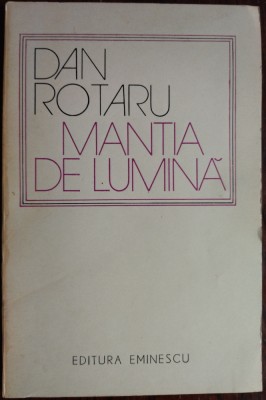 DAN
ROTARU
MANTIA
DE LUMINĂ
EDITURA EMINESCU